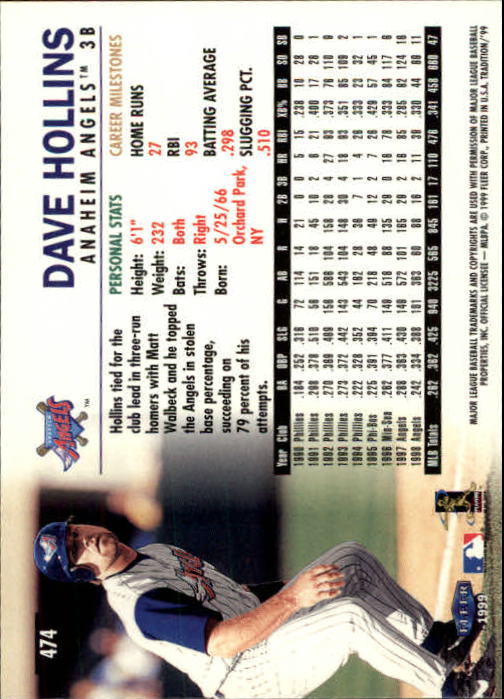 474
DAVE HOLLINS
ANAHEIM ANGELS™ 3B
ANGELS
™
Hollins tied for the
club lead in three-run
homers with Matt
Walbeck and he topped
the Angels in stolen
base percentage,
succeeding on
79 percent of his
attempts.
PERSONAL STATS
Height: 6'1"
Weight: 232
Bats: Both
Throws: Right
Born: 5/25/66
Orchard Park,
NY
CAREER MILESTONES
HOME RUNS
27
RBI
93
BATTING AVERAGE
.298
SLUGGING PCT.
.510
Year Club BA OBP SLG G AB R H 2B 3B HR RBI XB% BB SO SB
1990 Phillies .184 .252 .316 72 114 14 21 0 0 5 15 .238 10 28 0
1991 Phillies .298 .378 .510 56 151 18 45 10 2 6 21 .400 17 26 1
1992 Phillies .270 .369 .469 156 586 104 158 28 4 27 93 .373 76 110 9
1993 Phillies .273 .372 .442 143 543 104 148 30 4 18 93 .351 85 109 2
1994 Phillies .222 .328 .352 44 162 28 36 7 1 4 26 .333 23 32 1
1995 Phi-Bos .225 .391 .394 70 218 48 49 12 2 7 26 .429 57 45 1
1996 Min-Sea .262 .377 .411 149 516 88 135 29 0 16 78 .333 84 117 6
1997 Angels .288 .363 .430 149 572 101 165 29 2 16 85 .285 62 124 16
1998 Angels .242 .334 .388 101 363 60 88 16 2 11 39 .330 44 69 11
MLB Totals .262 .362 .425 940 3225 565 845 161 17 110 476 .341 458 660 47
MAJOR LEAGUE BASEBALL TRADEMARKS AND COPYRIGHTS ARE USED WITH PERMISSION OF MAJOR LEAGUE BASEBALL
PROPERTIES, INC. OFFICIAL LICENSEE — MLBPA. © 1999 FLEER CORP., PRINTED IN U.S.A. TRADITION/'99
FLEER
1999